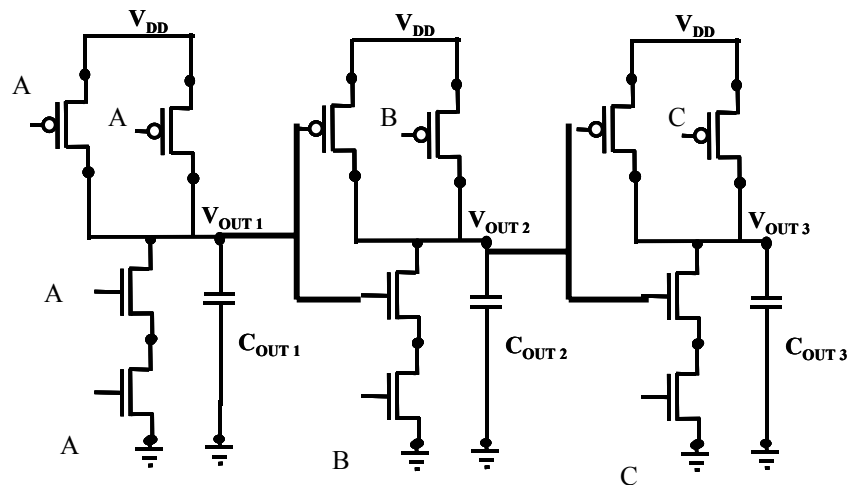 V_DD
V_DD
V_DD
A
A
B
C
V_OUT 1
V_OUT 2
V_OUT 3
A
C_OUT 1
C_OUT 2
C_OUT 3
A
B
C